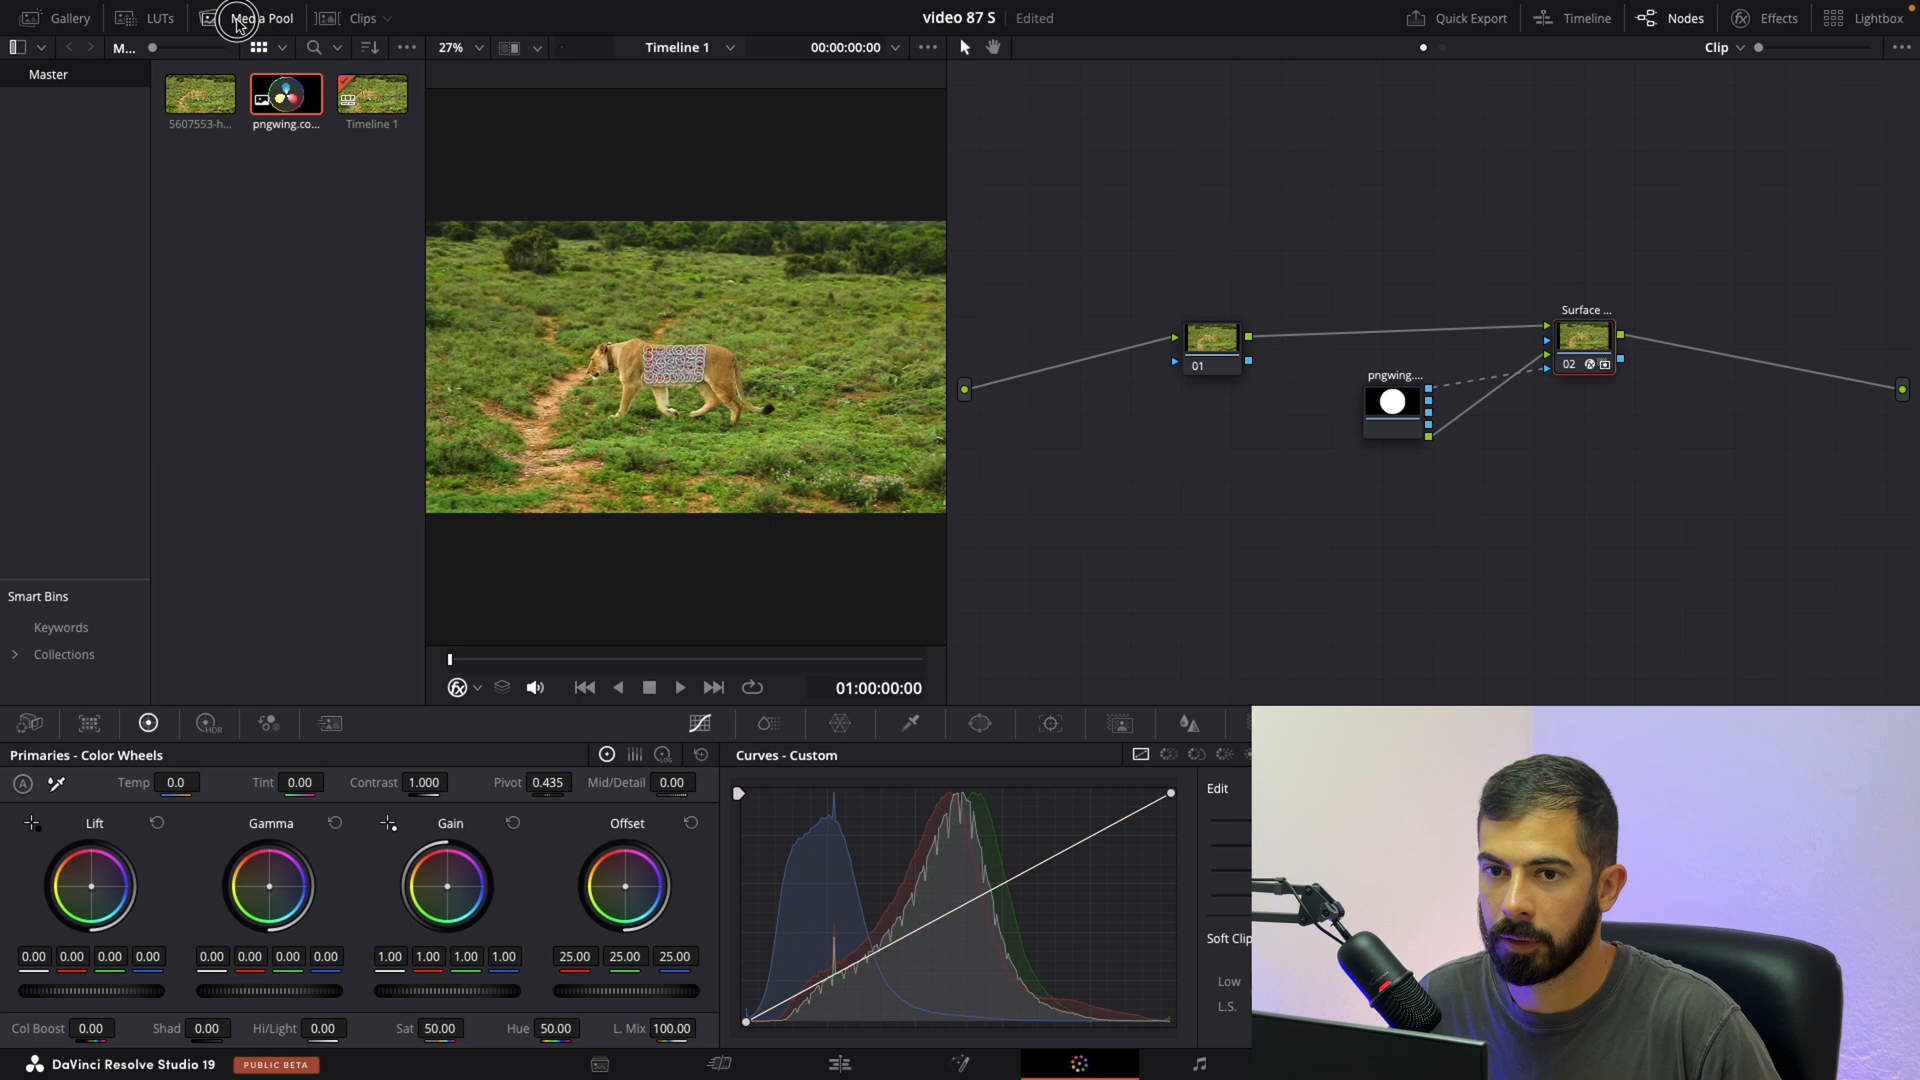 Gallery
LUTs
Media Pool
Clips
video 87 S
Edited
Quick Export
Timeline
Nodes
Effects
Lightbox
M...
27%
Timeline 1
00:00:00:00
Clip
Master
5607553-h...
pngwing.co...
Timeline 1
Surface ...
01
02
pngwing....
Smart Bins
Keywords
Collections
01:00:00:00
HDR
Primaries - Color Wheels
LOG
Curves - Custom
A
Temp 0.0
Tint 0.00
Contrast 1.000
Pivot 0.435
Mid/Detail 0.00
Edit
Lift
Gamma
Gain
Offset
0.00 0.00 0.00 0.00
0.00 0.00 0.00 0.00
1.00 1.00 1.00 1.00
25.00 25.00 25.00
Soft Clip
Low
L.S.
Col Boost 0.00
Shad 0.00
Hi/Light 0.00
Sat 50.00
Hue 50.00
L. Mix 100.00
DaVinci Resolve Studio 19
PUBLIC BETA